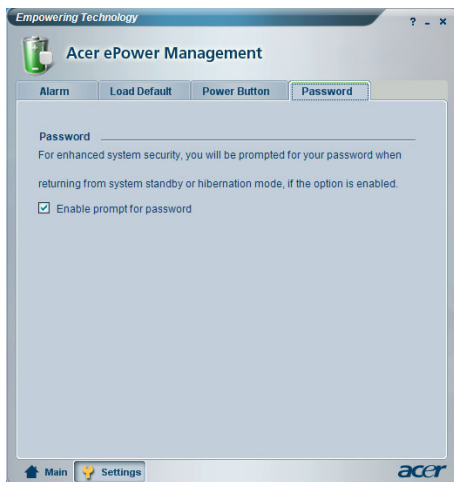 Empowering Technology ? - ×
Acer ePower Management
Alarm Load Default Power Button Password
Password
For enhanced system security, you will be prompted for your password when
returning from system standby or hibernation mode, if the option is enabled.
Enable prompt for password
Main Settings acer